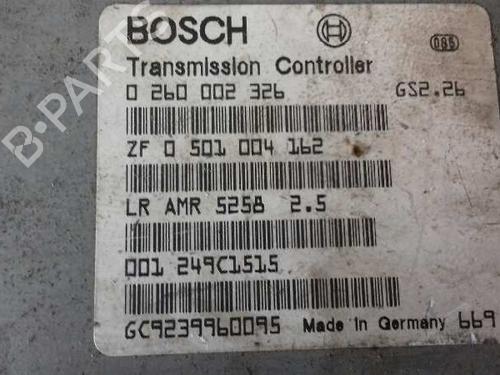 BOSCH 085
Transmission Controller
0 260 002 326 GS2.26
ZF 0 501 004 162
LR AMR 5258 2.5
001 249C1515
GC9239960095 Made in Germany 669
B-PARTS